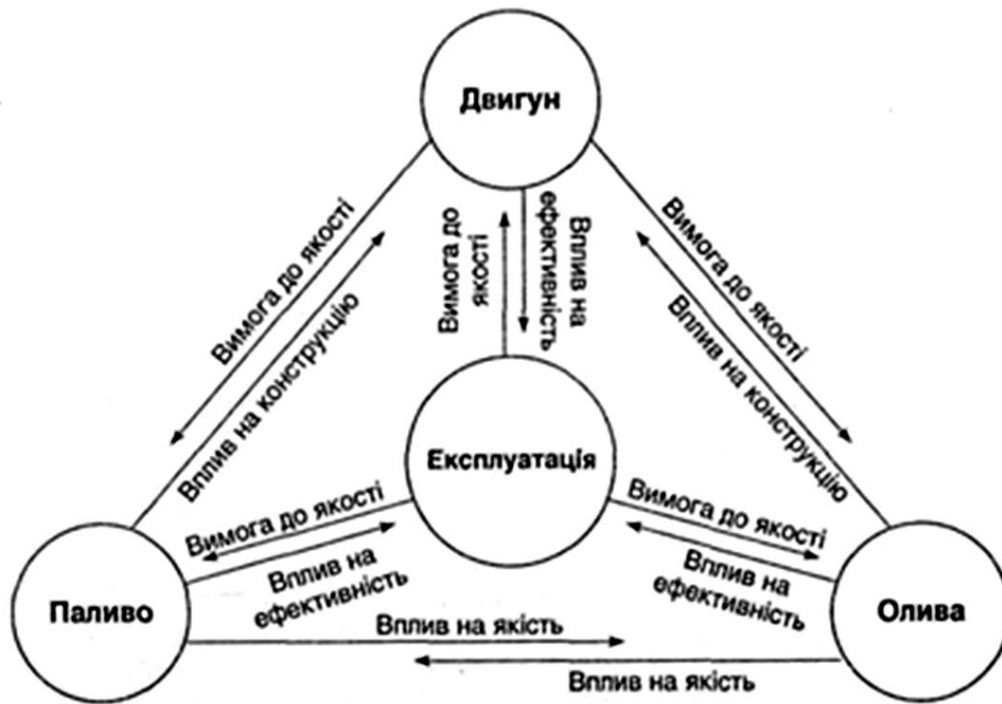 Двигун
Вимога до якості
Вплив на конструкцію
Вимога до
якості
Вплив на
ефективність
Вимога до якості
Вплив на конструкцію
Експлуатація
Вимога до якості
Вплив на
ефективність
Вимога до якості
Вплив на
ефективність
Паливо
Олива
Вплив на якість
Вплив на якість